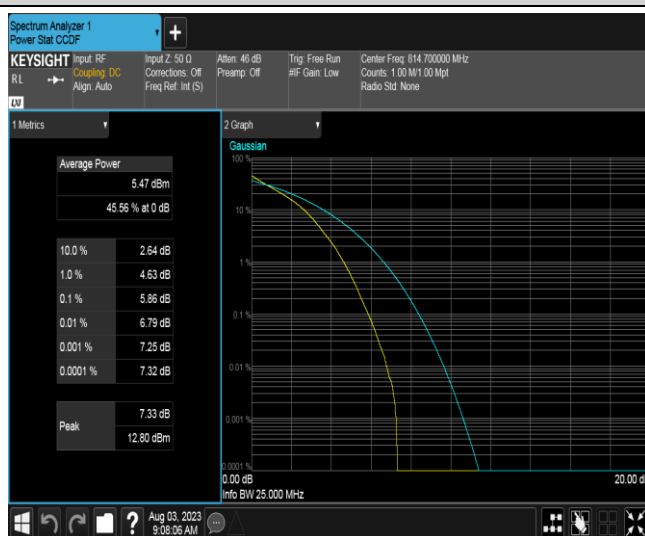 Spectrum Analyzer 1
Power Stat CCDF
KEYSIGHT
RL
LXI
Input: RF
Coupling: DC
Align: Auto
Input Z: 50 Ω
Corrections: Off
Freq Ref: Int (S)
Atten: 46 dB
Preamp: Off
Trig: Free Run
#IF Gain: Low
Center Freq: 814.700000 MHz
Counts: 1.00 M/1.00 Mpt
Radio Std: None
1 Metrics
Average Power
5.47 dBm
45.56 % at 0 dB
10.0 % 2.64 dB
1.0 % 4.63 dB
0.1 % 5.86 dB
0.01 % 6.79 dB
0.001 % 7.25 dB
0.0001 % 7.32 dB
Peak
7.33 dB
12.80 dBm
2 Graph
Gaussian
100 %
10 %
1 %
0.1 %
0.01 %
0.001 %
0.0001 %
0.00 dB 20.00 d
Info BW 25.000 MHz
?
Aug 03, 2023
9:08:06 AM